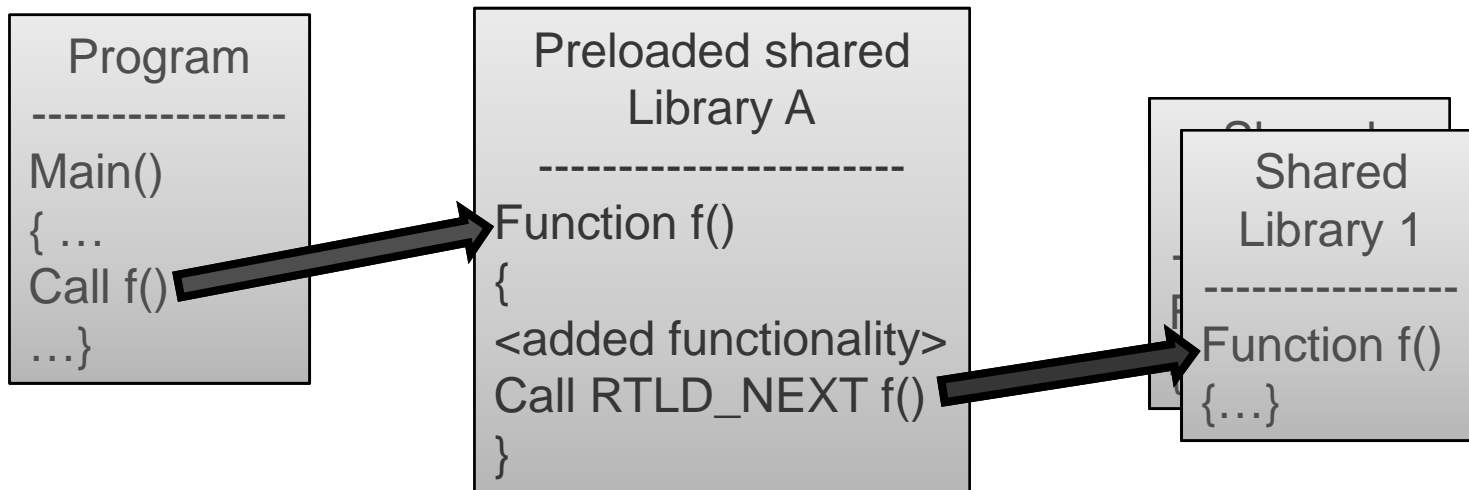 Program
----------------
Main()
{ …
Call f()
…}
Preloaded shared
Library A
-----------------------
Function f()
{
<added functionality>
Call RTLD_NEXT f()
}
Shared
Library 1
----------------
Function f()
{…}